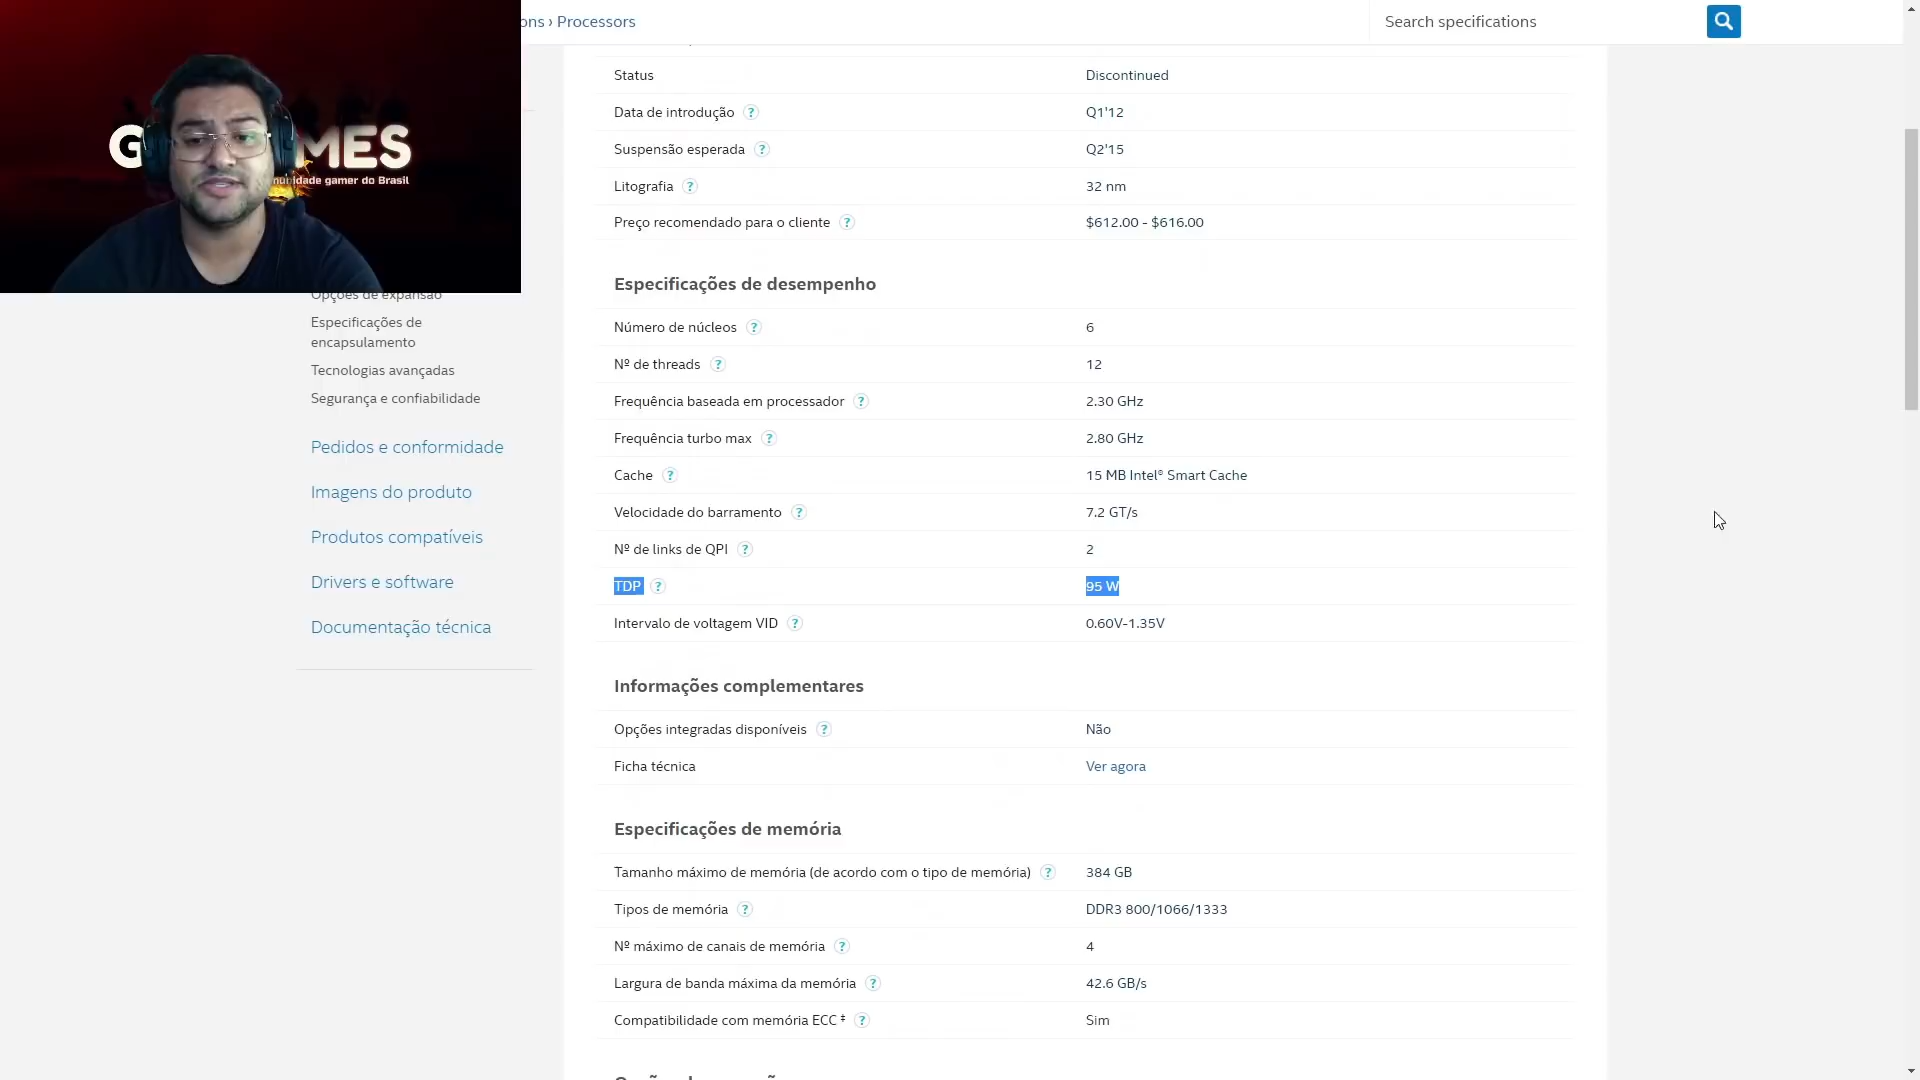 ons › Processors
Search specifications
G MES
munidade gamer do Brasil
Status Discontinued
Data de introdução ? Q1'12
Suspensão esperada ? Q2'15
Litografia ? 32 nm
Preço recomendado para o cliente ? $612.00 - $616.00
Especificações de desempenho
Número de núcleos ? 6
Nº de threads ? 12
Frequência baseada em processador ? 2.30 GHz
Frequência turbo max ? 2.80 GHz
Cache ? 15 MB Intel® Smart Cache
Velocidade do barramento ? 7.2 GT/s
Nº de links de QPI ? 2
TDP ? 95 W
Intervalo de voltagem VID ? 0.60V-1.35V
Informações complementares
Opções integradas disponíveis ? Não
Ficha técnica Ver agora
Especificações de memória
Tamanho máximo de memória (de acordo com o tipo de memória) ? 384 GB
Tipos de memória ? DDR3 800/1066/1333
Nº máximo de canais de memória ? 4
Largura de banda máxima da memória ? 42.6 GB/s
Compatibilidade com memória ECC ‡ ? Sim
Opções de expansão
Especificações de
encapsulamento
Tecnologias avançadas
Segurança e confiabilidade
Pedidos e conformidade
Imagens do produto
Produtos compatíveis
Drivers e software
Documentação técnica